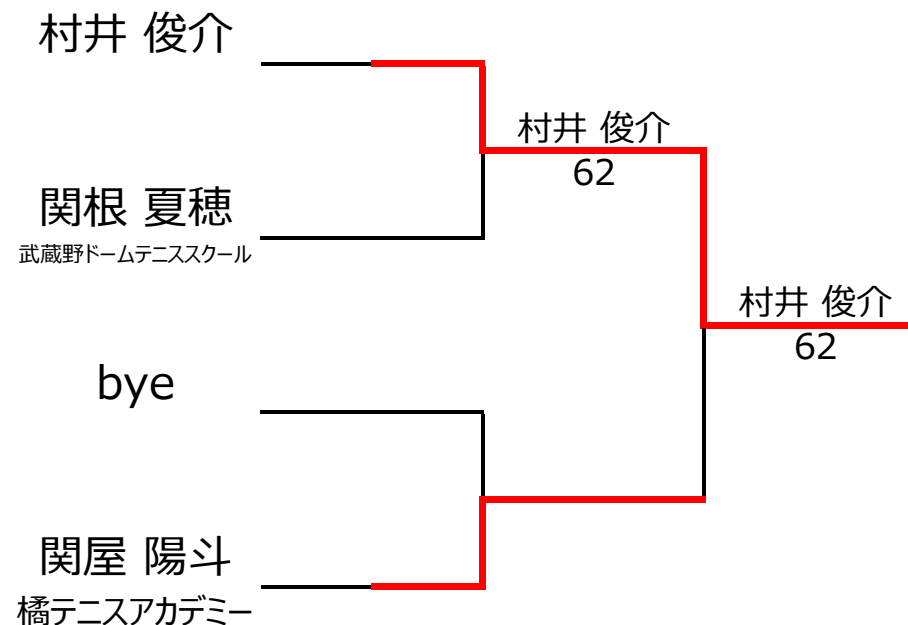 村井 俊介
村井 俊介
62
関根 夏穂
武蔵野ドームテニススクール
村井 俊介
62
bye
関屋 陽斗
橘テニスアカデミー